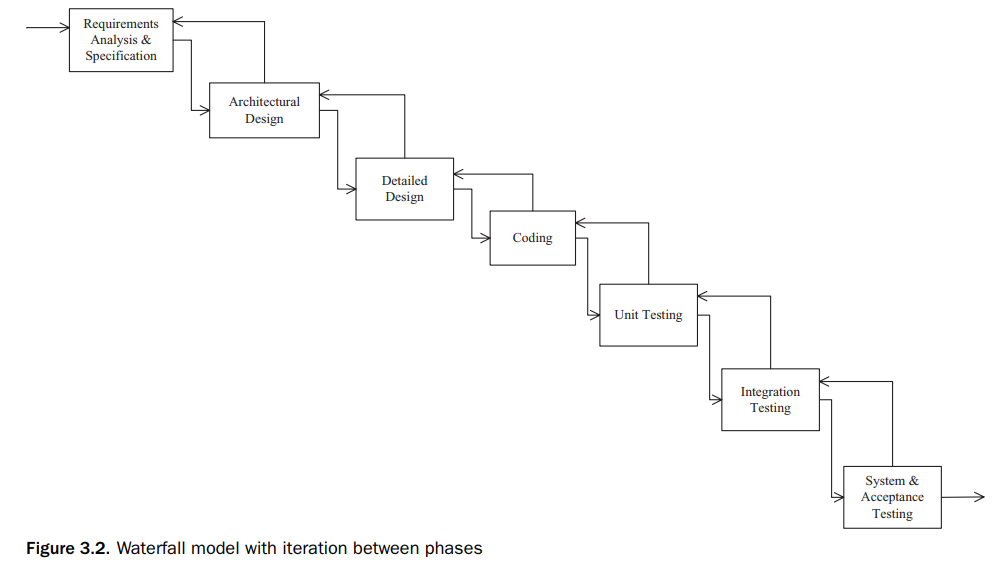 Requirements
Analysis &
Specification
Architectural
Design
Detailed
Design
Coding
Unit Testing
Integration
Testing
System &
Acceptance
Testing
Figure 3.2. Waterfall model with iteration between phases